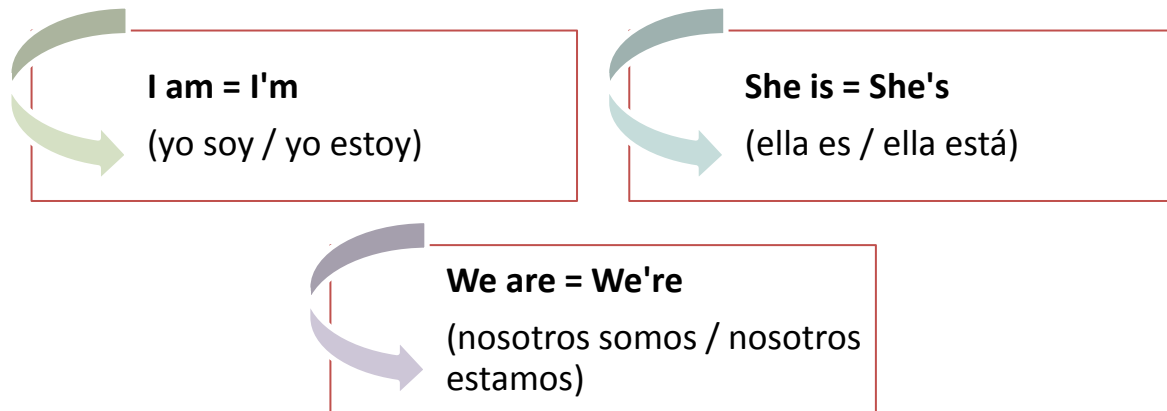 I am = I'm
(yo soy / yo estoy)
She is = She's
(ella es / ella está)
We are = We're
(nosotros somos / nosotros
estamos)